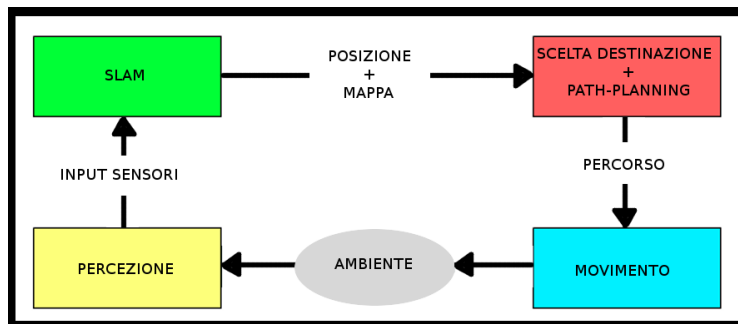 SLAM
POSIZIONE
+
MAPPA
SCELTA DESTINAZIONE
+
PATH-PLANNING
INPUT SENSORI
PERCORSO
PERCEZIONE
AMBIENTE
MOVIMENTO